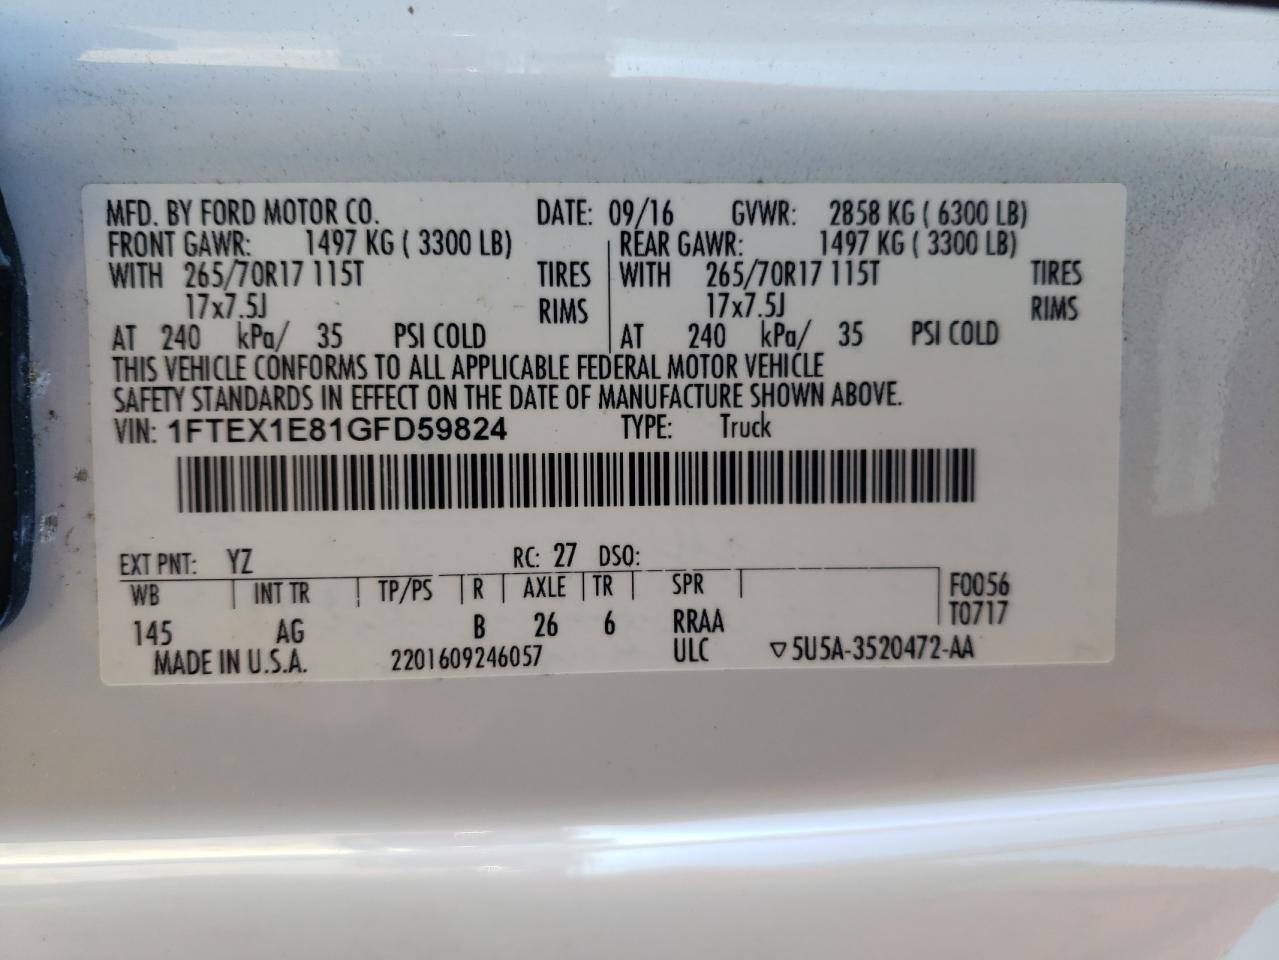 MFD. BY FORD MOTOR CO. DATE: 09/16 GVWR: 2858 KG ( 6300 LB)
FRONT GAWR: 1497 KG ( 3300 LB) REAR GAWR: 1497 KG ( 3300 LB)
WITH 265/70R17 115T TIRES WITH 265/70R17 115T TIRES
17x7.5J RIMS 17x7.5J RIMS
AT 240 kPa/ 35 PSI COLD AT 240 kPa/ 35 PSI COLD
THIS VEHICLE CONFORMS TO ALL APPLICABLE FEDERAL MOTOR VEHICLE
SAFETY STANDARDS IN EFFECT ON THE DATE OF MANUFACTURE SHOWN ABOVE.
VIN: 1FTEX1E81GFD59824 TYPE: Truck
EXT PNT: YZ RC: 27 DSO:
WB INT TR TP/PS R AXLE TR SPR F0056
T0717
145 AG B 26 6 RRAA
MADE IN U.S.A. 2201609246057 ULC ▽5U5A-3520472-AA